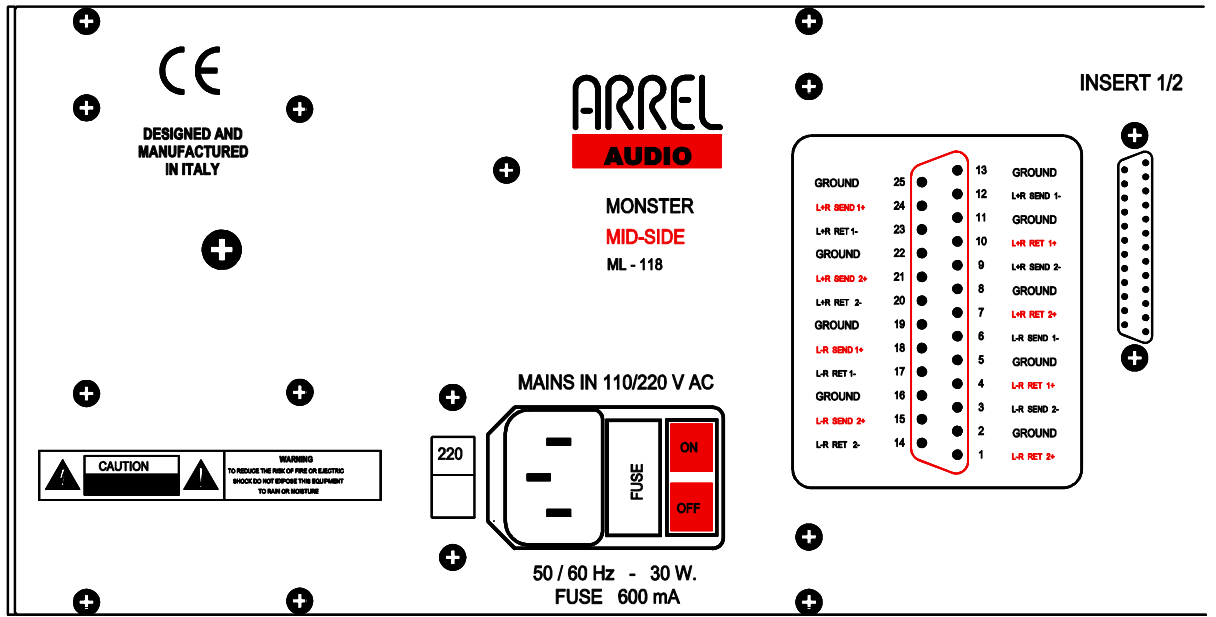 CE
DESIGNED AND
MANUFACTURED
IN ITALY
ARREL
AUDIO
MONSTER
MID-SIDE
ML - 118
INSERT 1/2
13 GROUND
GROUND 25
12 L+R SEND 1-
L+R SEND 1+ 24
11 GROUND
L+R RET 1- 23
10 L+R RET 1+
GROUND 22
9 L+R SEND 2-
L+R SEND 2+ 21
8 GROUND
L+R RET 2- 20
7 L+R RET 2+
GROUND 19
6 L-R SEND 1-
L-R SEND 1+ 18
5 GROUND
L-R RET 1- 17
4 L-R RET 1+
GROUND 16
3 L-R SEND 2-
L-R SEND 2+ 15
2 GROUND
L-R RET 2- 14
1 L-R RET 2+
MAINS IN 110/220 V AC
220
FUSE
ON
OFF
50 / 60 Hz - 30 W.
FUSE 600 mA
CAUTION
WARNING
TO REDUCE THE RISK OF FIRE OR ELECTRIC
SHOCK DO NOT EXPOSE THIS EQUIPMENT
TO RAIN OR MOISTURE